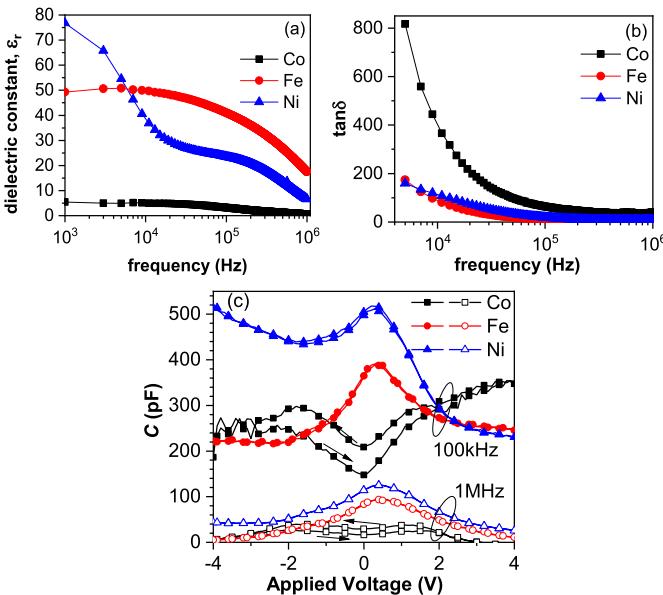 dielectric constant, εr
80
70
60
50
40
30
20
10
0
10³ 10⁴ 10⁵ 10⁶
frequency (Hz)
(a)
Co
Fe
Ni
tanδ
800
600
400
200
0
10⁴ 10⁵ 10⁶
frequency (Hz)
(b)
Co
Fe
Ni
C (pF)
500
400
300
200
100
0
-4 -2 0 2 4
Applied Voltage (V)
(c)
Co
Fe
Ni
100kHz
1MHz